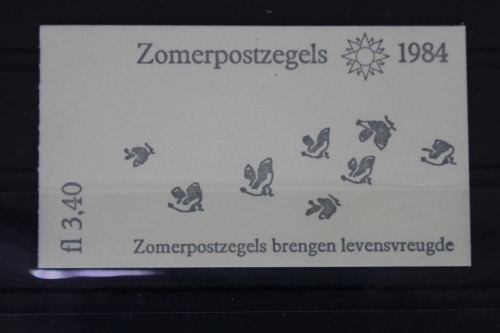 Zomerpostzegels 1984
fl 3,40
Zomerpostzegels brengen levensvreugde